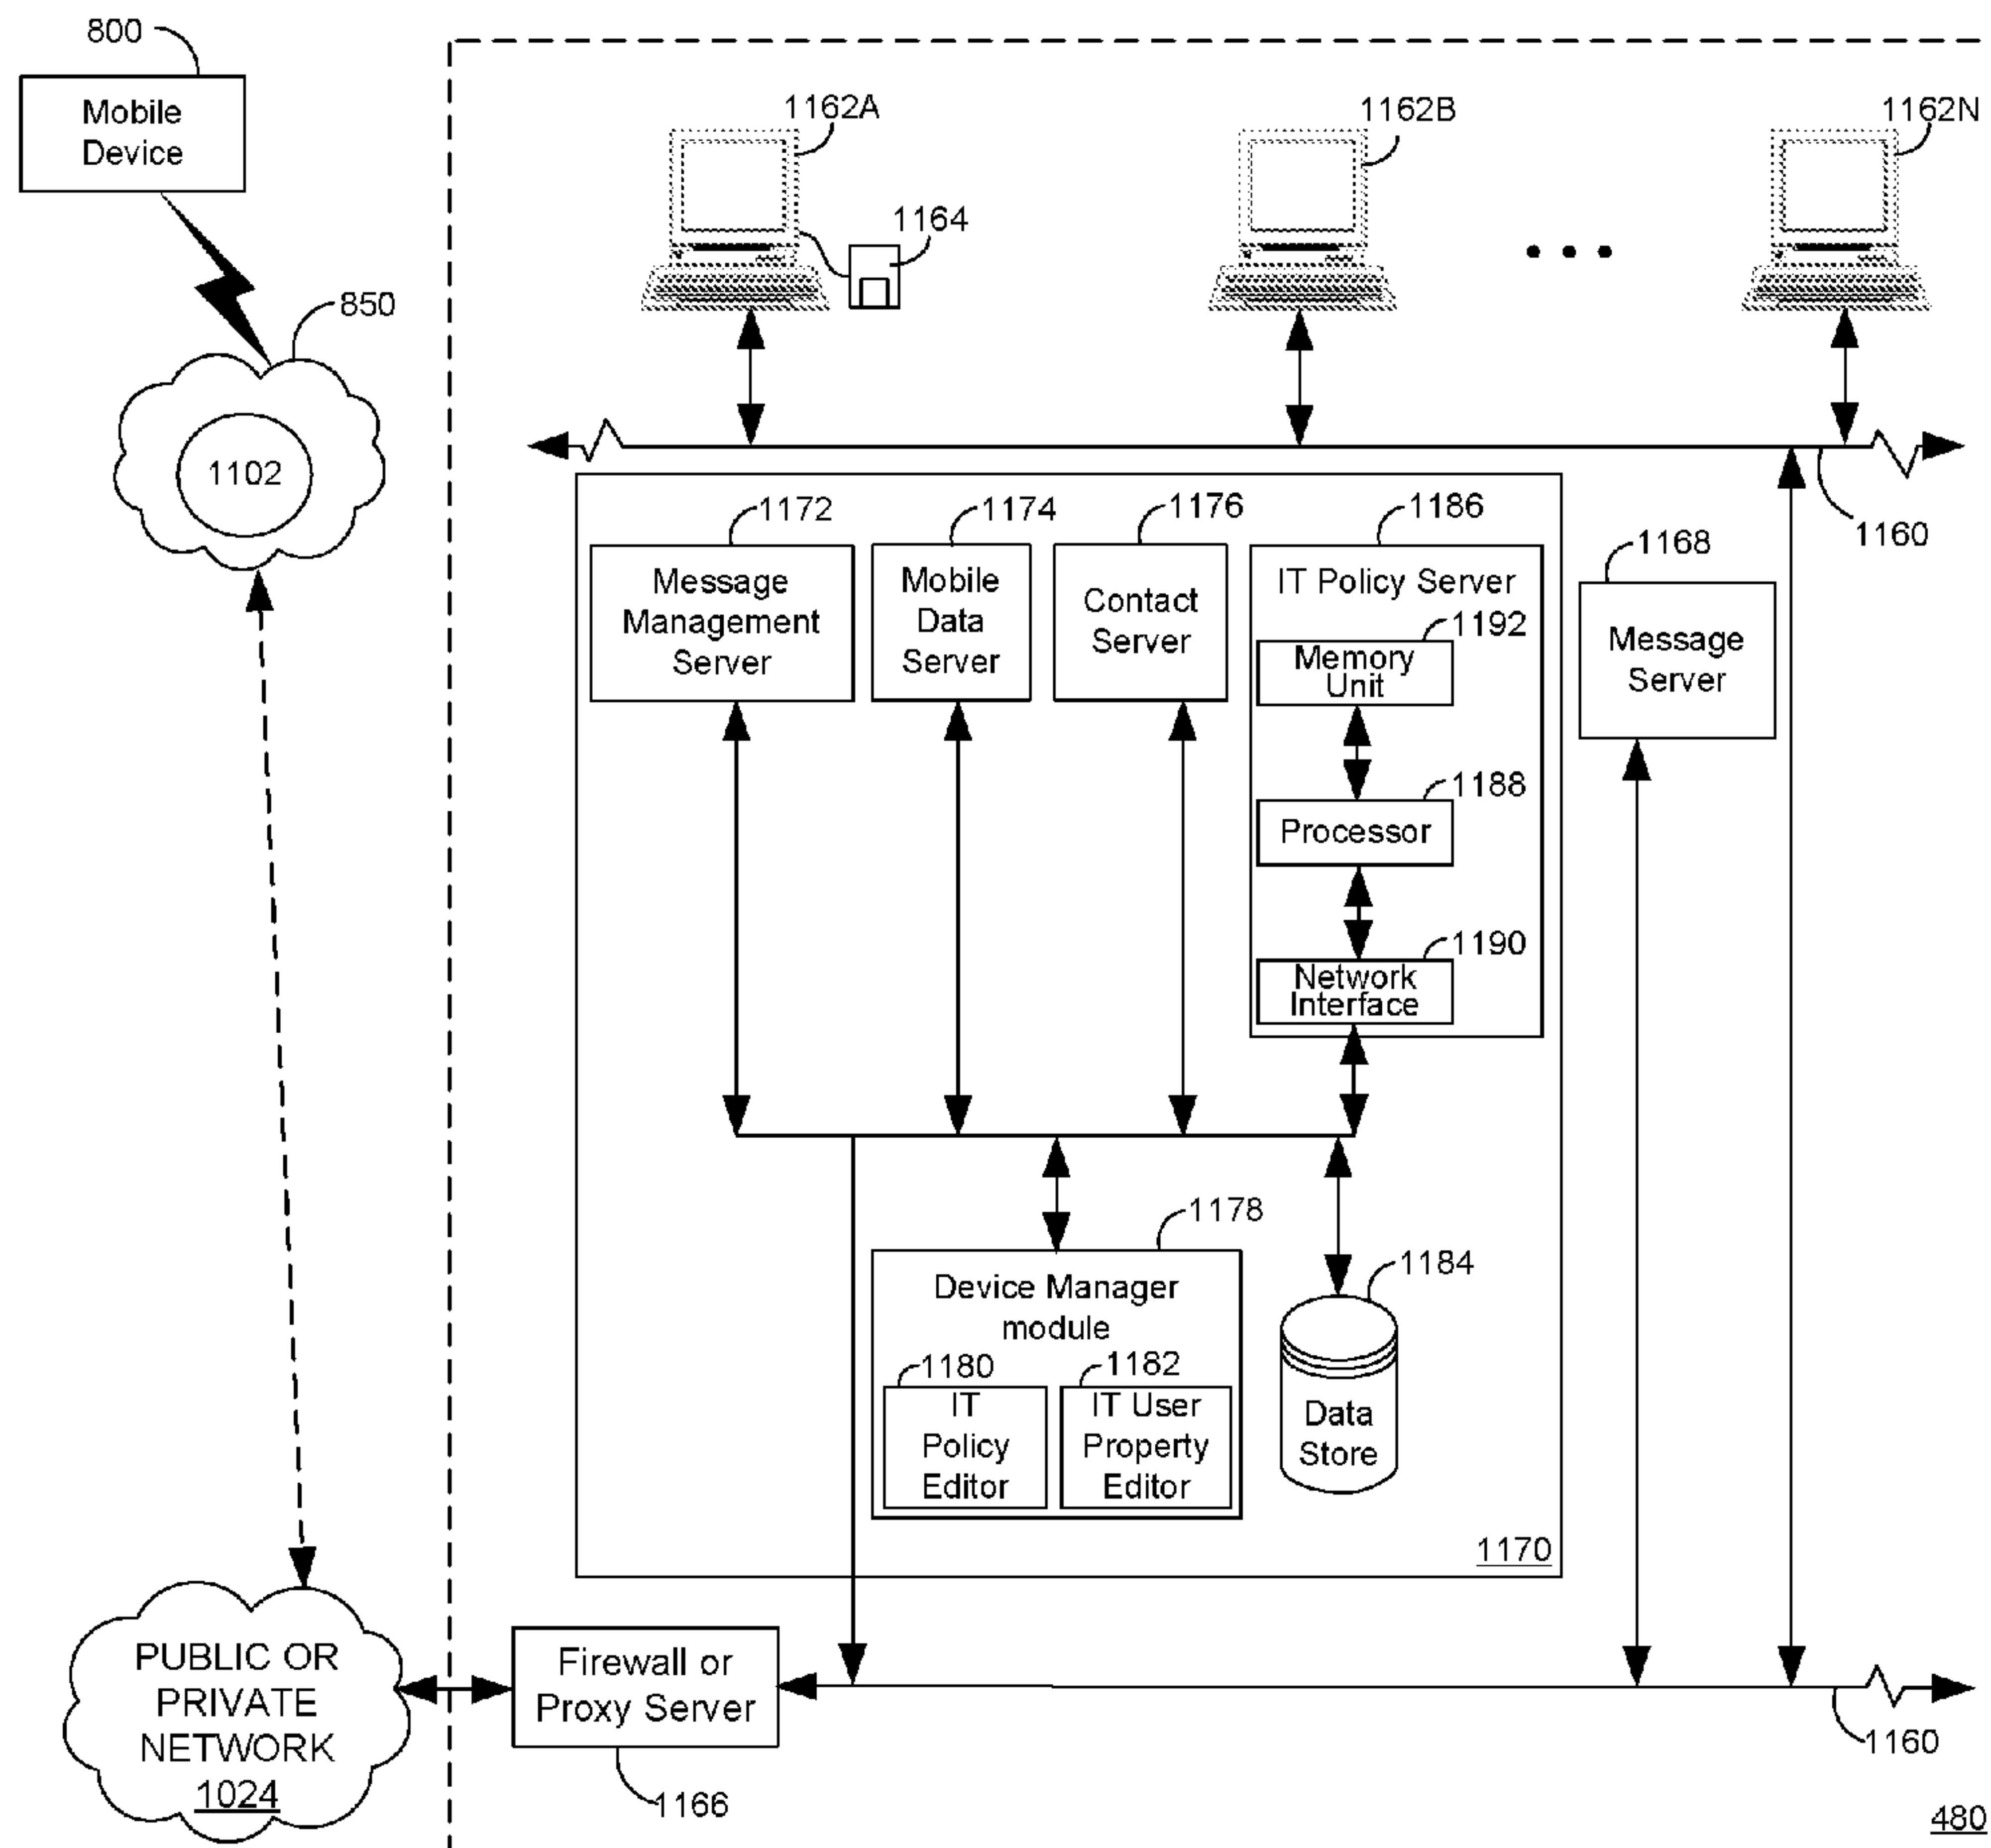 800
Mobile
Device
1162A
1162B
1162N
1164
850
1102
1160
1172
1174
1176
1186
1168
Message
Management
Server
Mobile
Data
Server
Contact
Server
IT Policy Server
1192
Memory
Unit
1188
Processor
1190
Network
Interface
Message
Server
1178
Device Manager
module
1180
IT
Policy
Editor
1182
IT User
Property
Editor
1184
Data
Store
1170
PUBLIC OR
PRIVATE
NETWORK
1024
Firewall or
Proxy Server
1166
1160
480